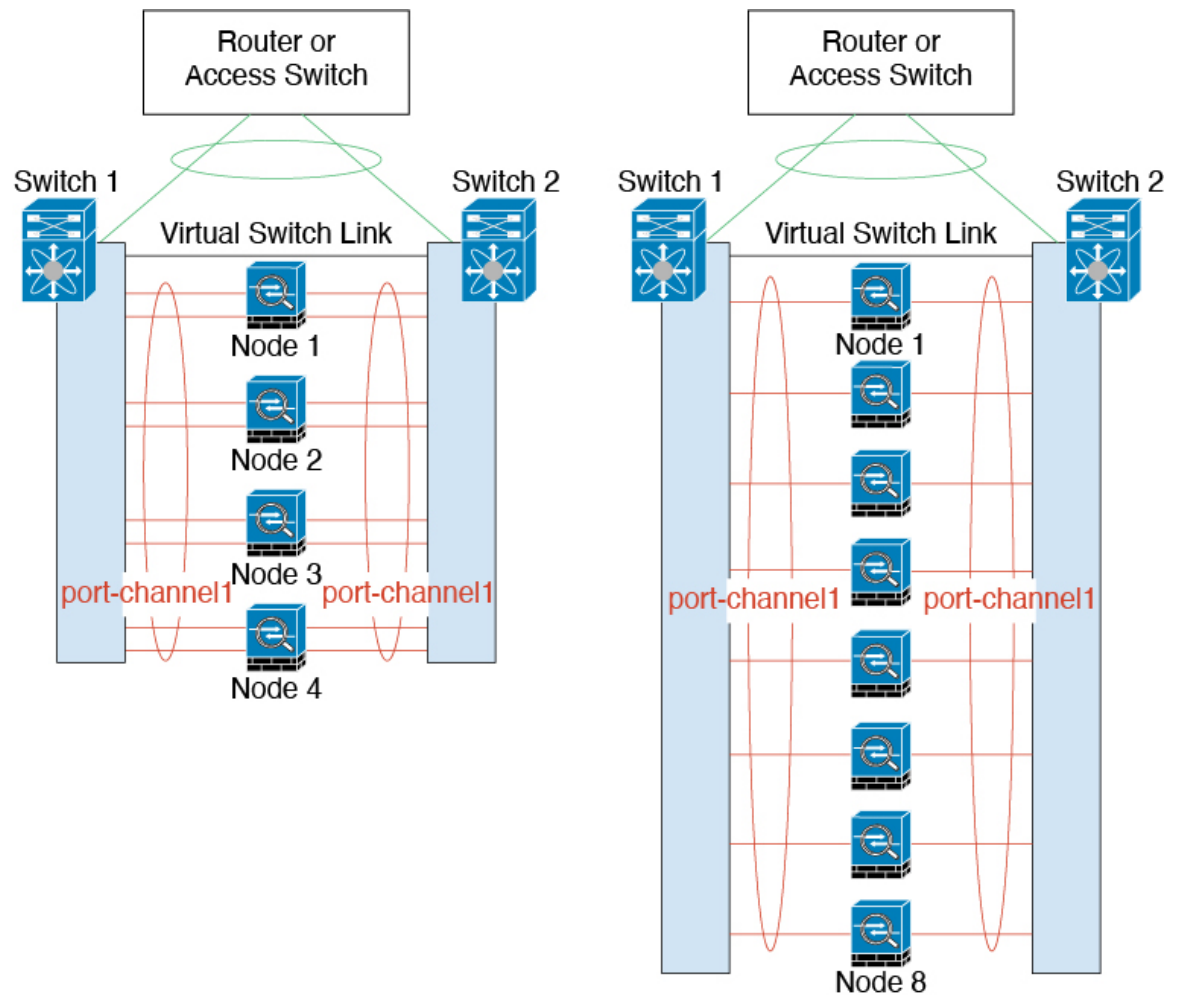 Router or
Access Switch
Switch 1
Switch 2
Virtual Switch Link
Node 1
Node 2
Node 3
port-channel1
port-channel1
Node 4
Router or
Access Switch
Switch 1
Switch 2
Virtual Switch Link
Node 1
port-channel1
port-channel1
Node 8